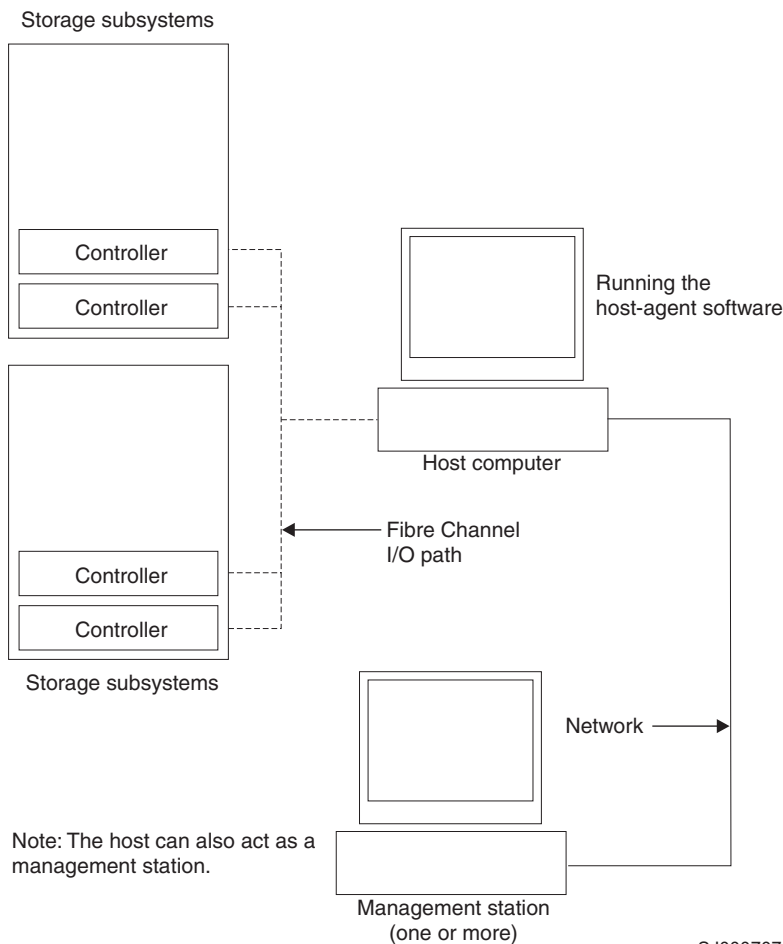 Storage subsystems
Controller
Controller
Running the
host-agent software
Host computer
Fibre Channel
I/O path
Controller
Controller
Storage subsystems
Network
Note: The host can also act as a
management station.
Management station
(one or more)